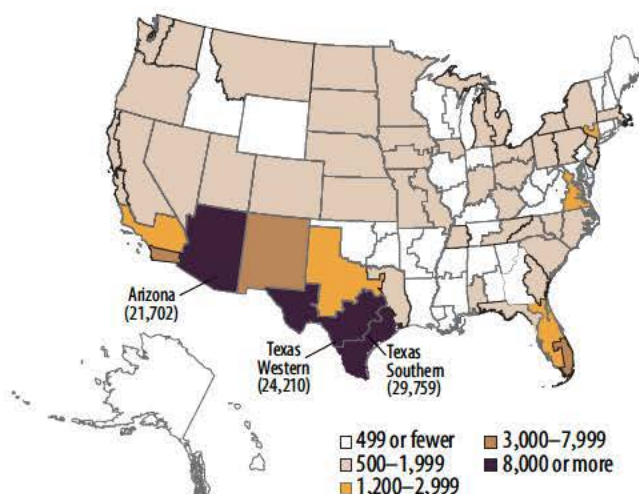 Arizona
(21,702)
Texas
Western
(24,210)
Texas
Southern
(29,759)
499 or fewer
500–1,999
1,200–2,999
3,000–7,999
8,000 or more